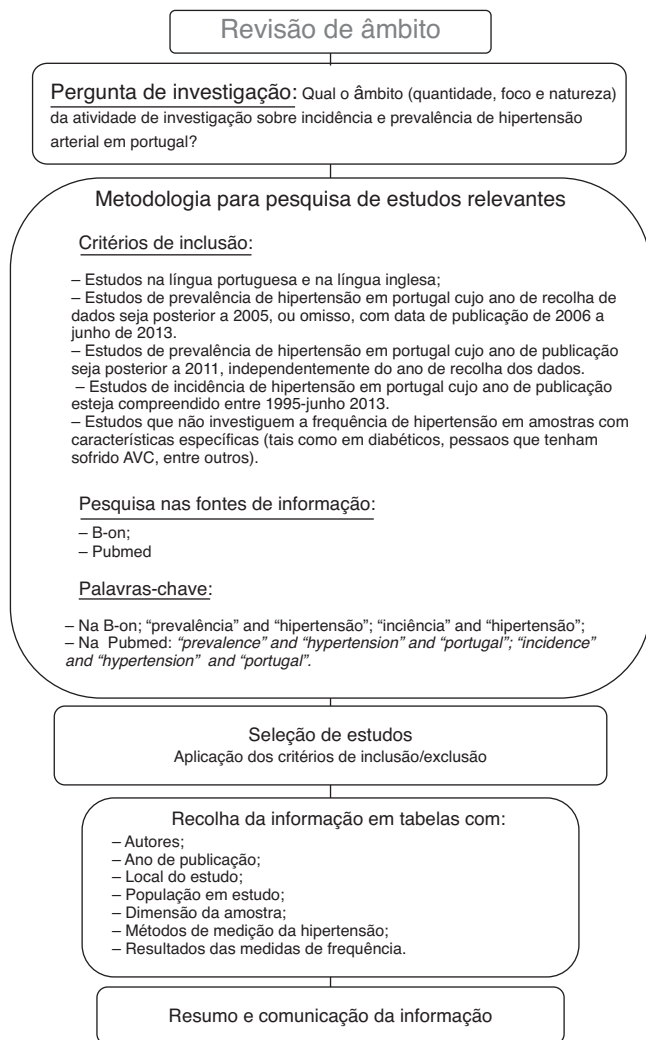 Revisão de âmbito
Pergunta de investigação: Qual o âmbito (quantidade, foco e natureza)
da atividade de investigação sobre incidência e prevalência de hipertensão
arterial em portugal?
Metodologia para pesquisa de estudos relevantes
Critérios de inclusão:
– Estudos na língua portuguesa e na língua inglesa;
– Estudos de prevalência de hipertensão em portugal cujo ano de recolha de
dados seja posterior a 2005, ou omisso, com data de publicação de 2006 a
junho de 2013.
– Estudos de prevalência de hipertensão em portugal cujo ano de publicação
seja posterior a 2011, independentemente do ano de recolha dos dados.
– Estudos de incidência de hipertensão em portugal cujo ano de publicação
esteja compreendido entre 1995-junho 2013.
– Estudos que não investiguem a frequência de hipertensão em amostras com
características específicas (tais como em diabéticos, pessaos que tenham
sofrido AVC, entre outros).
Pesquisa nas fontes de informação:
– B-on;
– Pubmed
Palavras-chave:
– Na B-on; “prevalência” and “hipertensão”; “inciência” and “hipertensão”;
– Na Pubmed: “prevalence” and “hypertension” and “portugal”; “incidence”
and “hypertension” and “portugal”.
Seleção de estudos
Aplicação dos critérios de inclusão/exclusão
Recolha da informação em tabelas com:
– Autores;
– Ano de publicação;
– Local do estudo;
– População em estudo;
– Dimensão da amostra;
– Métodos de medição da hipertensão;
– Resultados das medidas de frequência.
Resumo e comunicação da informação